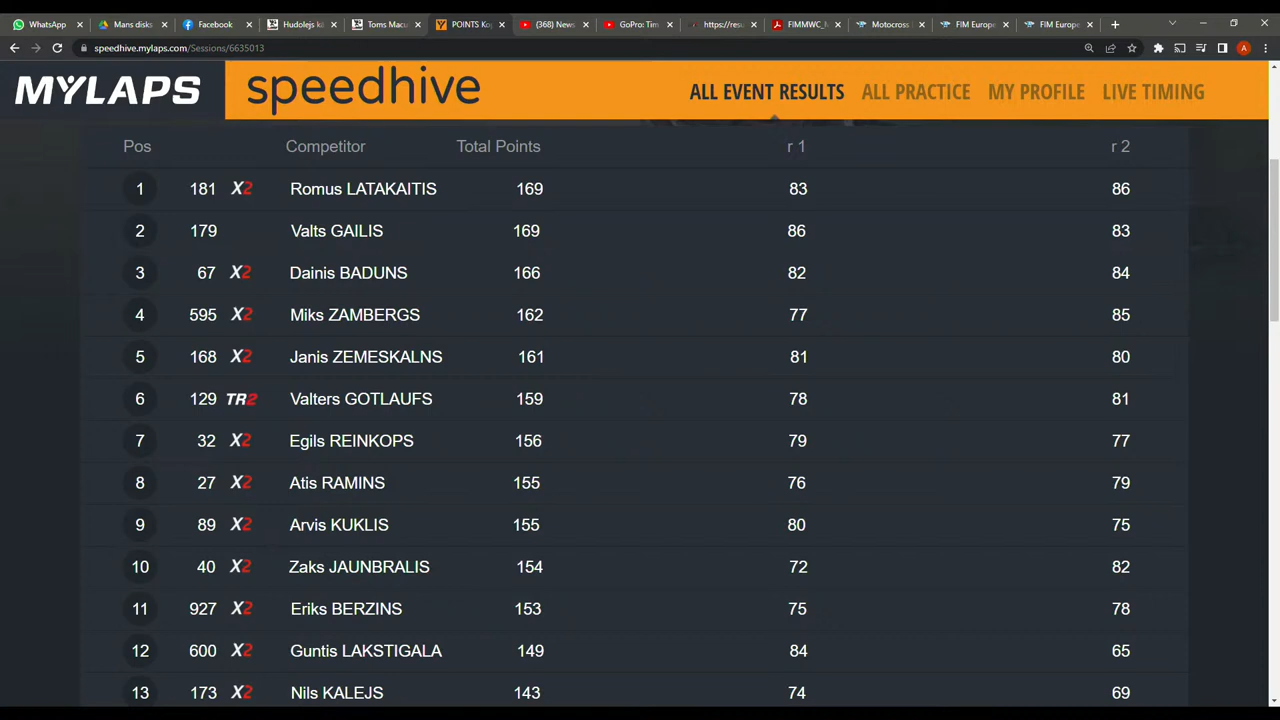 WhatsApp
Mans disks
Facebook
Hudolejs k
Toms Macu
POINTS Ko
(368) News
GoPro: Tim
https://resu
FIMMWC_
Motocross
FIM Europe
FIM Europe
speedhive.mylaps.com/Sessions/6635013
A
MYLAPS speedhive ALL EVENT RESULTS ALL PRACTICE MY PROFILE LIVE TIMING
Pos Competitor Total Points r 1 r 2
1 181 X2 Romus LATAKAITIS 169 83 86
2 179 Valts GAILIS 169 86 83
3 67 X2 Dainis BADUNS 166 82 84
4 595 X2 Miks ZAMBERGS 162 77 85
5 168 X2 Janis ZEMESKALNS 161 81 80
6 129 TR2 Valters GOTLAUFS 159 78 81
7 32 X2 Egils REINKOPS 156 79 77
8 27 X2 Atis RAMINS 155 76 79
9 89 X2 Arvis KUKLIS 155 80 75
10 40 X2 Zaks JAUNBRALIS 154 72 82
11 927 X2 Eriks BERZINS 153 75 78
12 600 X2 Guntis LAKSTIGALA 149 84 65
13 173 X2 Nils KALEJS 143 74 69